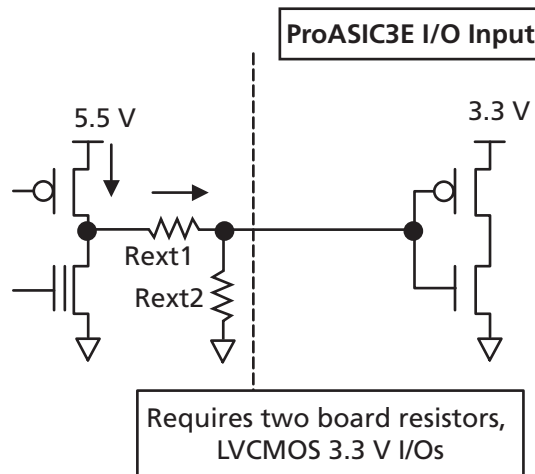 ProASIC3E I/O Input
5.5 V
3.3 V
Rext1
Rext2
Requires two board resistors,
LVCMOS 3.3 V I/Os